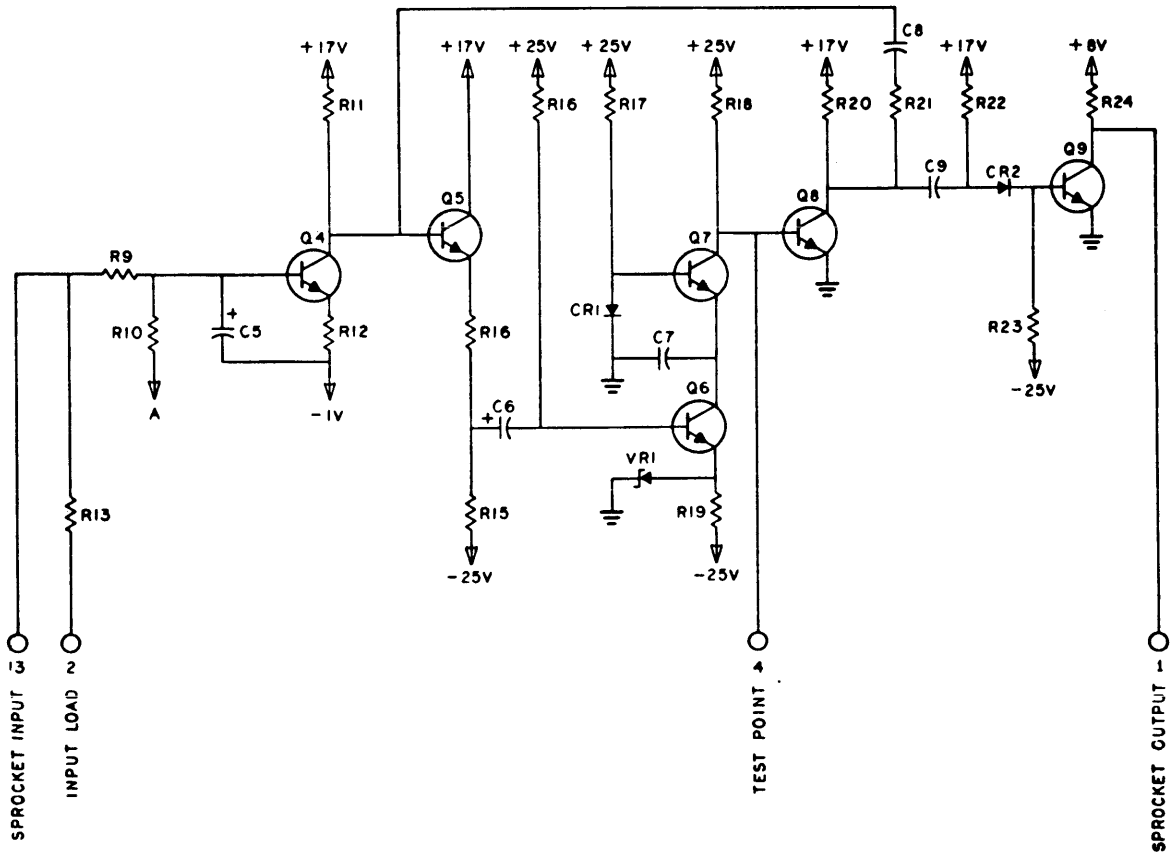 C8
+17V +17V +25V +25V +25V +17V +17V +8V
R11 R16 R17 R18 R20 R21 R22 R24
Q9
C9 CR2
Q5 Q8
Q4 Q7
R9
CR1
R10 + C5 R12 R16 C7 R23
Q6 -25V
A -1V + C6
VR1
R13 R15 R19
-25V -25V
SPROCKET INPUT 3
INPUT LOAD 2
TEST POINT 4
SPROCKET OUTPUT 1